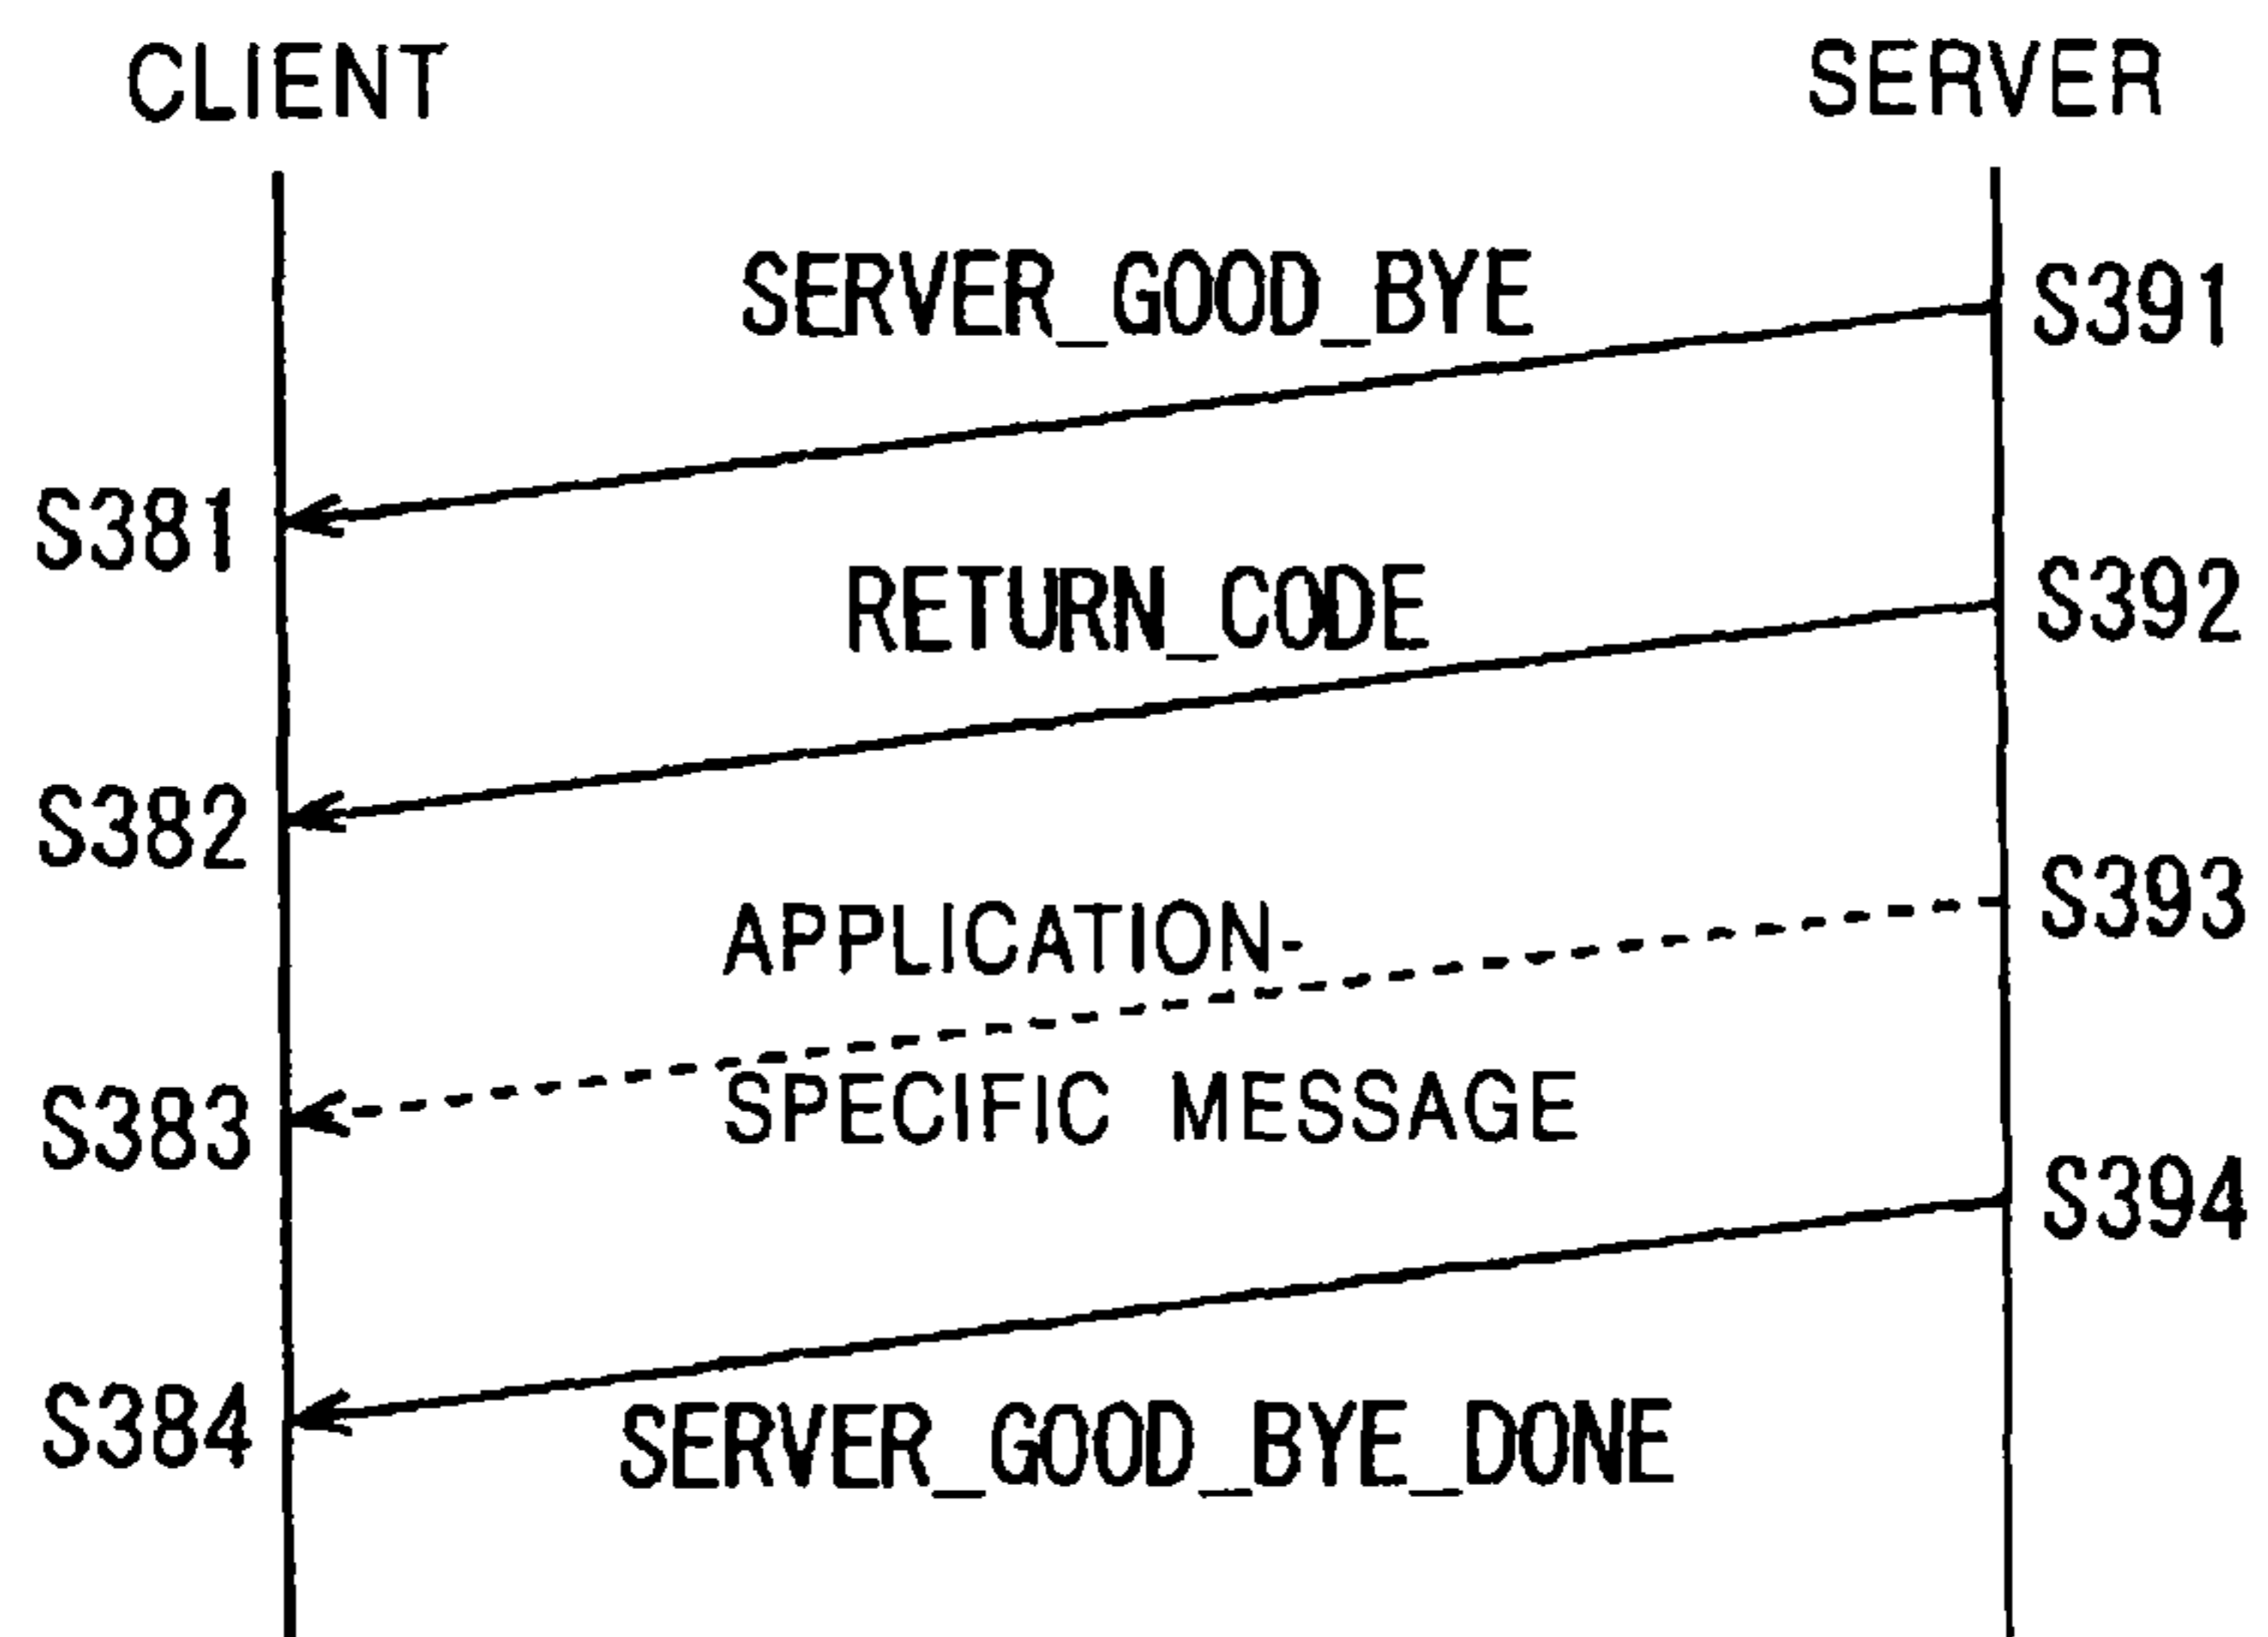 CLIENT
SERVER
SERVER_GOOD_BYE
S391
S381
RETURN_CODE
S392
S382
S393
APPLICATION-
SPECIFIC MESSAGE
S383
S394
S384
SERVER_GOOD_BYE_DONE